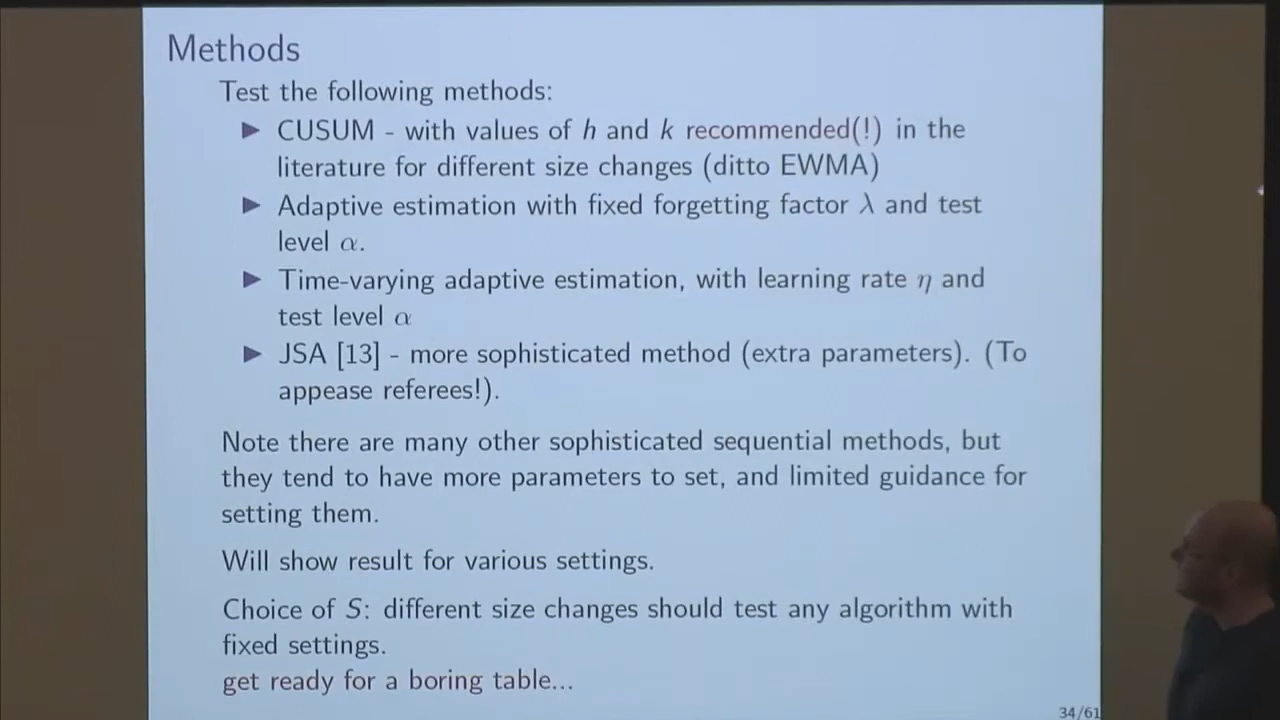 Methods
Test the following methods:
▶ CUSUM - with values of h and k recommended(!) in the
literature for different size changes (ditto EWMA)
▶ Adaptive estimation with fixed forgetting factor λ and test
level α.
▶ Time-varying adaptive estimation, with learning rate η and
test level α
▶ JSA [13] - more sophisticated method (extra parameters). (To
appease referees!).
Note there are many other sophisticated sequential methods, but
they tend to have more parameters to set, and limited guidance for
setting them.
Will show result for various settings.
Choice of S: different size changes should test any algorithm with
fixed settings.
get ready for a boring table...
34/61